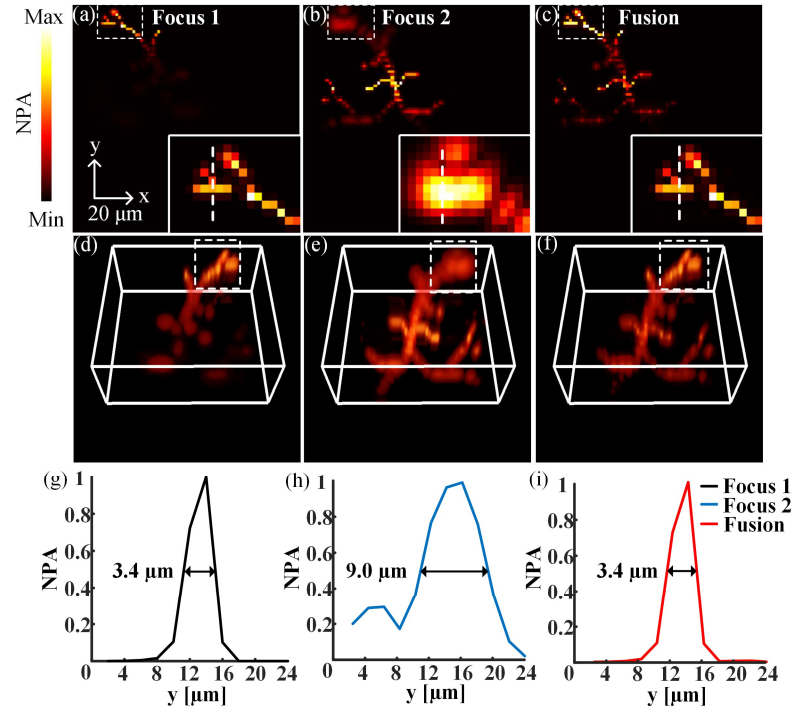 Max
(a) Focus 1
(b) Focus 2
(c) Fusion
NPA
Min
y
x
20 μm
(d)
(e)
(f)
(g)
1
0.8
0.6
0.4
0.2
NPA
3.4 μm
0 4 8 12 16 20 24
y [μm]
(h)
1
0.8
0.6
0.4
0.2
NPA
9.0 μm
0 4 8 12 16 20 24
y [μm]
(i)
1
0.8
0.6
0.4
0.2
0
NPA
3.4 μm
4 8 12 16 20 24
y [μm]
Focus 1
Focus 2
Fusion